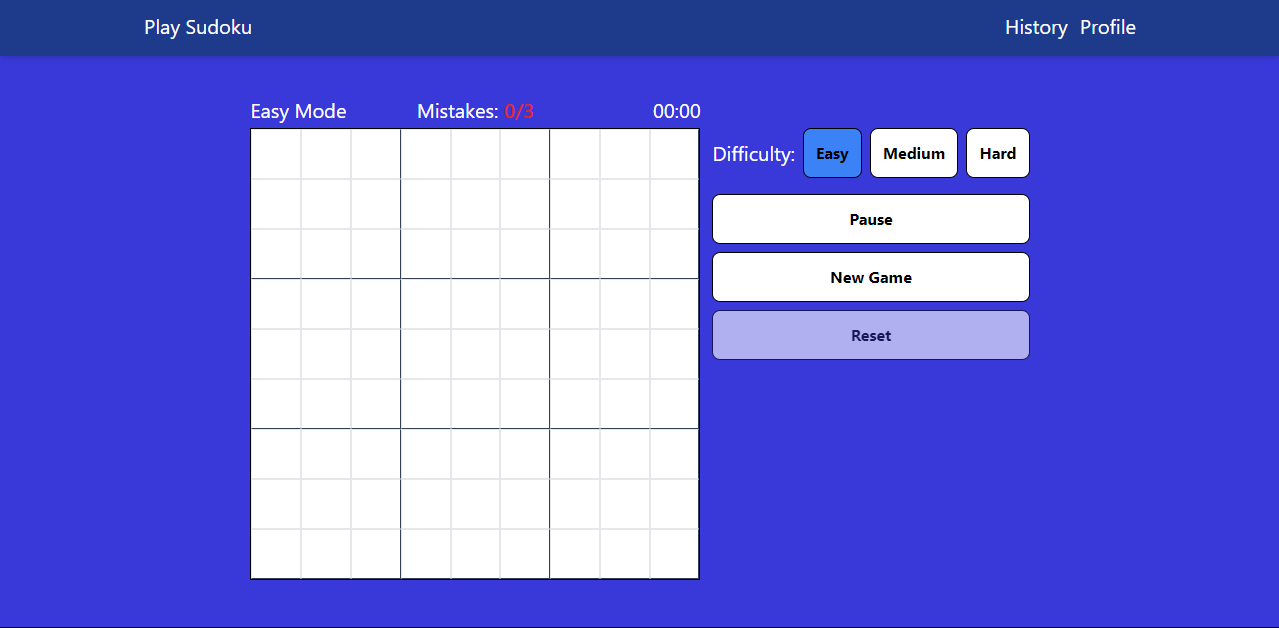 Play Sudoku History Profile
Easy Mode Mistakes: 0/3 00:00
Difficulty: Easy Medium Hard
Pause
New Game
Reset